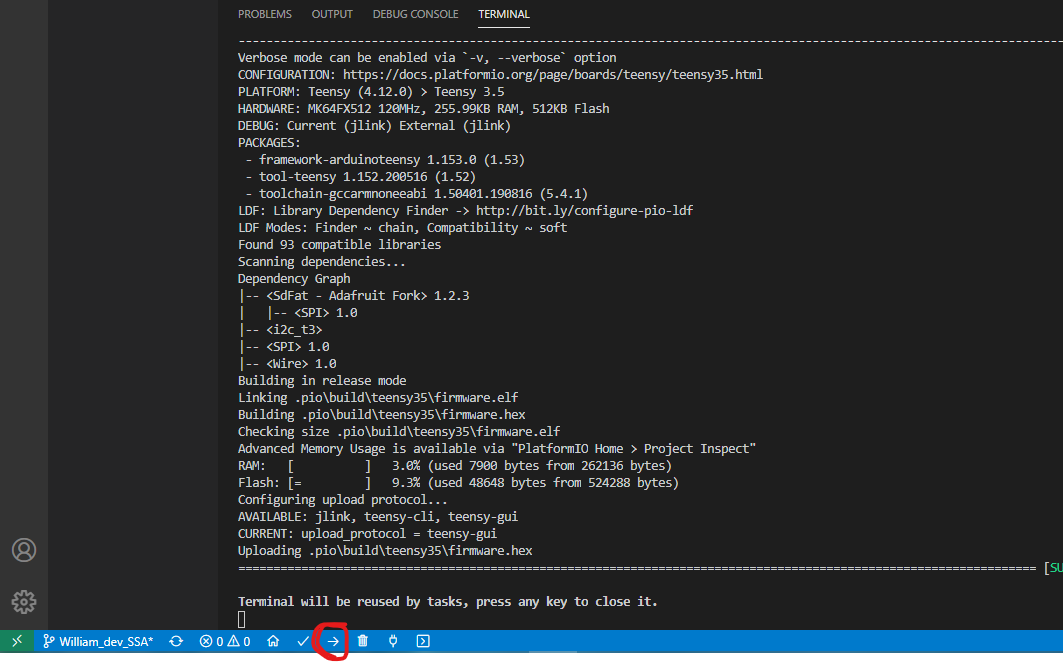 PROBLEMS OUTPUT DEBUG CONSOLE TERMINAL
--------------------------------------------------------------------------------------------------------------
Verbose mode can be enabled via `-v, --verbose` option
CONFIGURATION: https://docs.platformio.org/page/boards/teensy/teensy35.html
PLATFORM: Teensy (4.12.0) > Teensy 3.5
HARDWARE: MK64FX512 120MHz, 255.99KB RAM, 512KB Flash
DEBUG: Current (jlink) External (jlink)
PACKAGES:
 - framework-arduinoteensy 1.153.0 (1.53)
 - tool-teensy 1.152.200516 (1.52)
 - toolchain-gccarmnoneeabi 1.50401.190816 (5.4.1)
LDF: Library Dependency Finder -> http://bit.ly/configure-pio-ldf
LDF Modes: Finder ~ chain, Compatibility ~ soft
Found 93 compatible libraries
Scanning dependencies...
Dependency Graph
|-- <SdFat - Adafruit Fork> 1.2.3
|   |-- <SPI> 1.0
|-- <i2c_t3>
|-- <SPI> 1.0
|-- <Wire> 1.0
Building in release mode
Linking .pio\build\teensy35\firmware.elf
Building .pio\build\teensy35\firmware.hex
Checking size .pio\build\teensy35\firmware.elf
Advanced Memory Usage is available via "PlatformIO Home > Project Inspect"
RAM:   [          ]   3.0% (used 7900 bytes from 262136 bytes)
Flash: [=         ]   9.3% (used 48648 bytes from 524288 bytes)
Configuring upload protocol...
AVAILABLE: jlink, teensy-cli, teensy-gui
CURRENT: upload_protocol = teensy-gui
Uploading .pio\build\teensy35\firmware.hex
============================================================================================================== [SU
Terminal will be reused by tasks, press any key to close it.
William_dev_SSA* 0 0